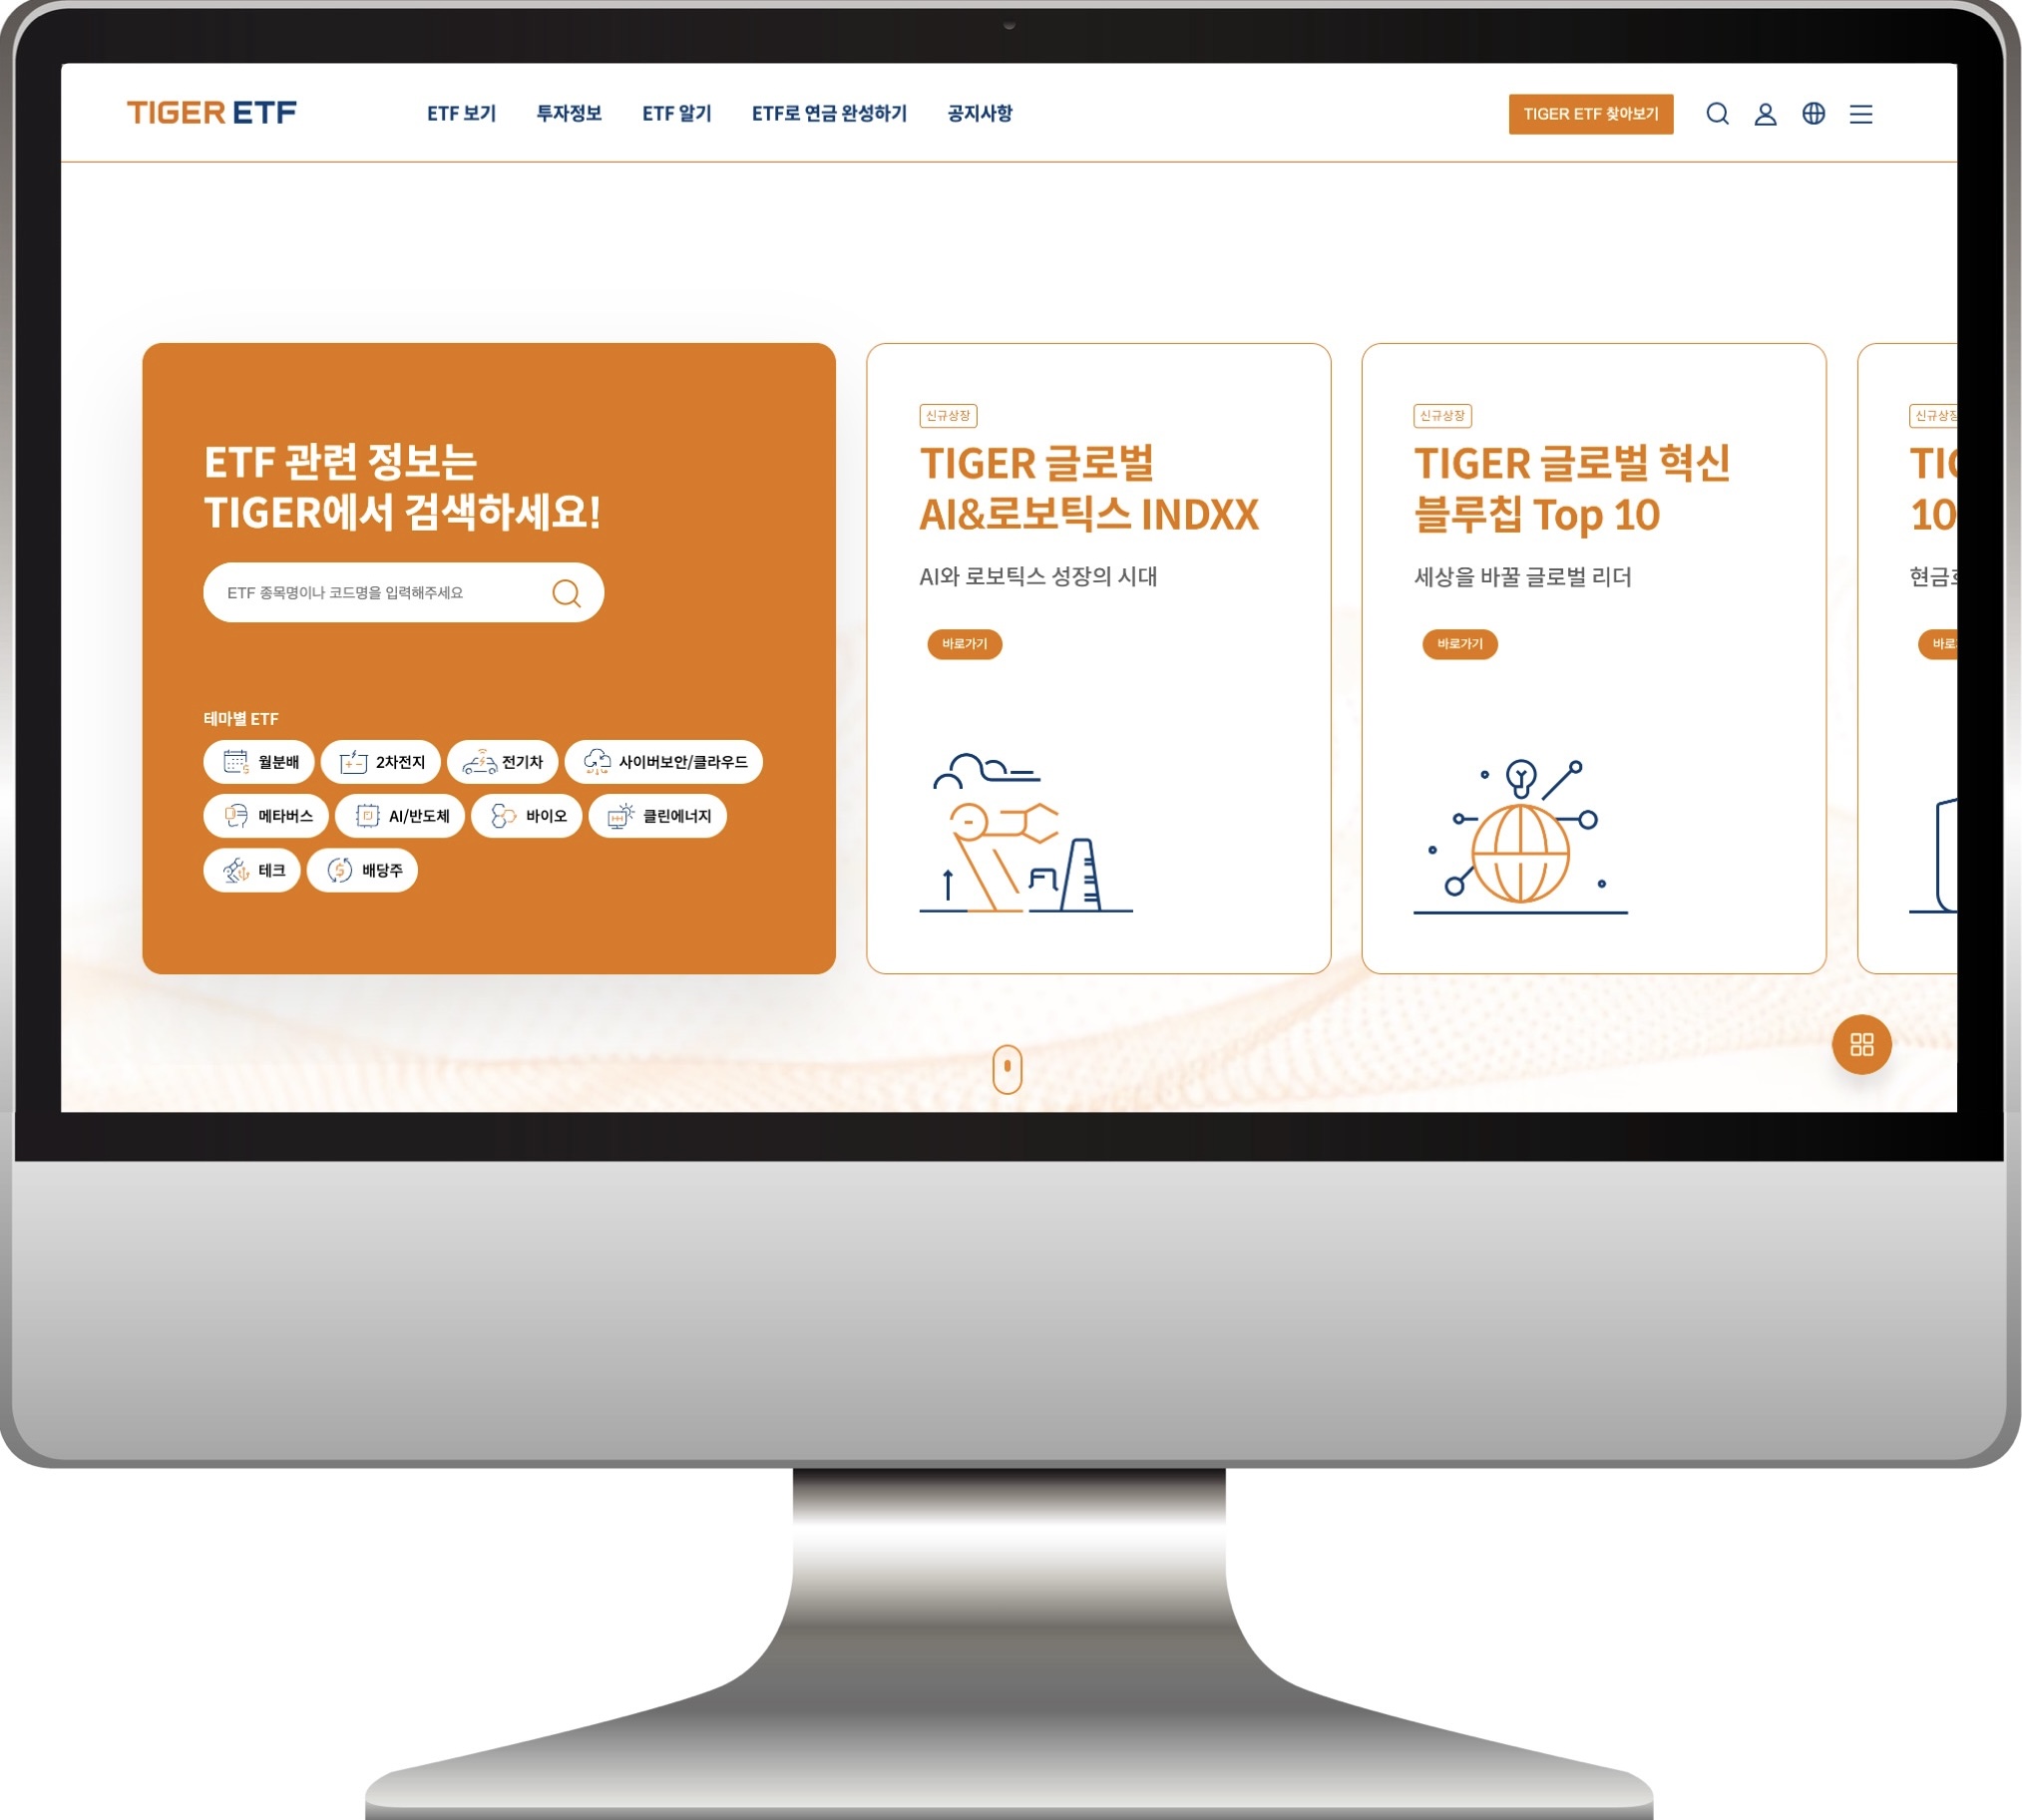 TIGER ETF
ETF 보기 투자정보 ETF 알기 ETF로 연금 완성하기 공지사항
TIGER ETF 찾아보기
ETF 관련 정보는
TIGER에서 검색하세요!
ETF 종목명이나 코드명을 입력해주세요
테마별 ETF
월분배 2차전지 전기차 사이버보안/클라우드
메타버스 AI/반도체 바이오 클린에너지
테크 배당주
신규상장
TIGER 글로벌
AI&로보틱스 INDXX
AI와 로보틱스 성장의 시대
바로가기
신규상장
TIGER 글로벌 혁신
블루칩 Top 10
세상을 바꿀 글로벌 리더
바로가기
신규상장
10